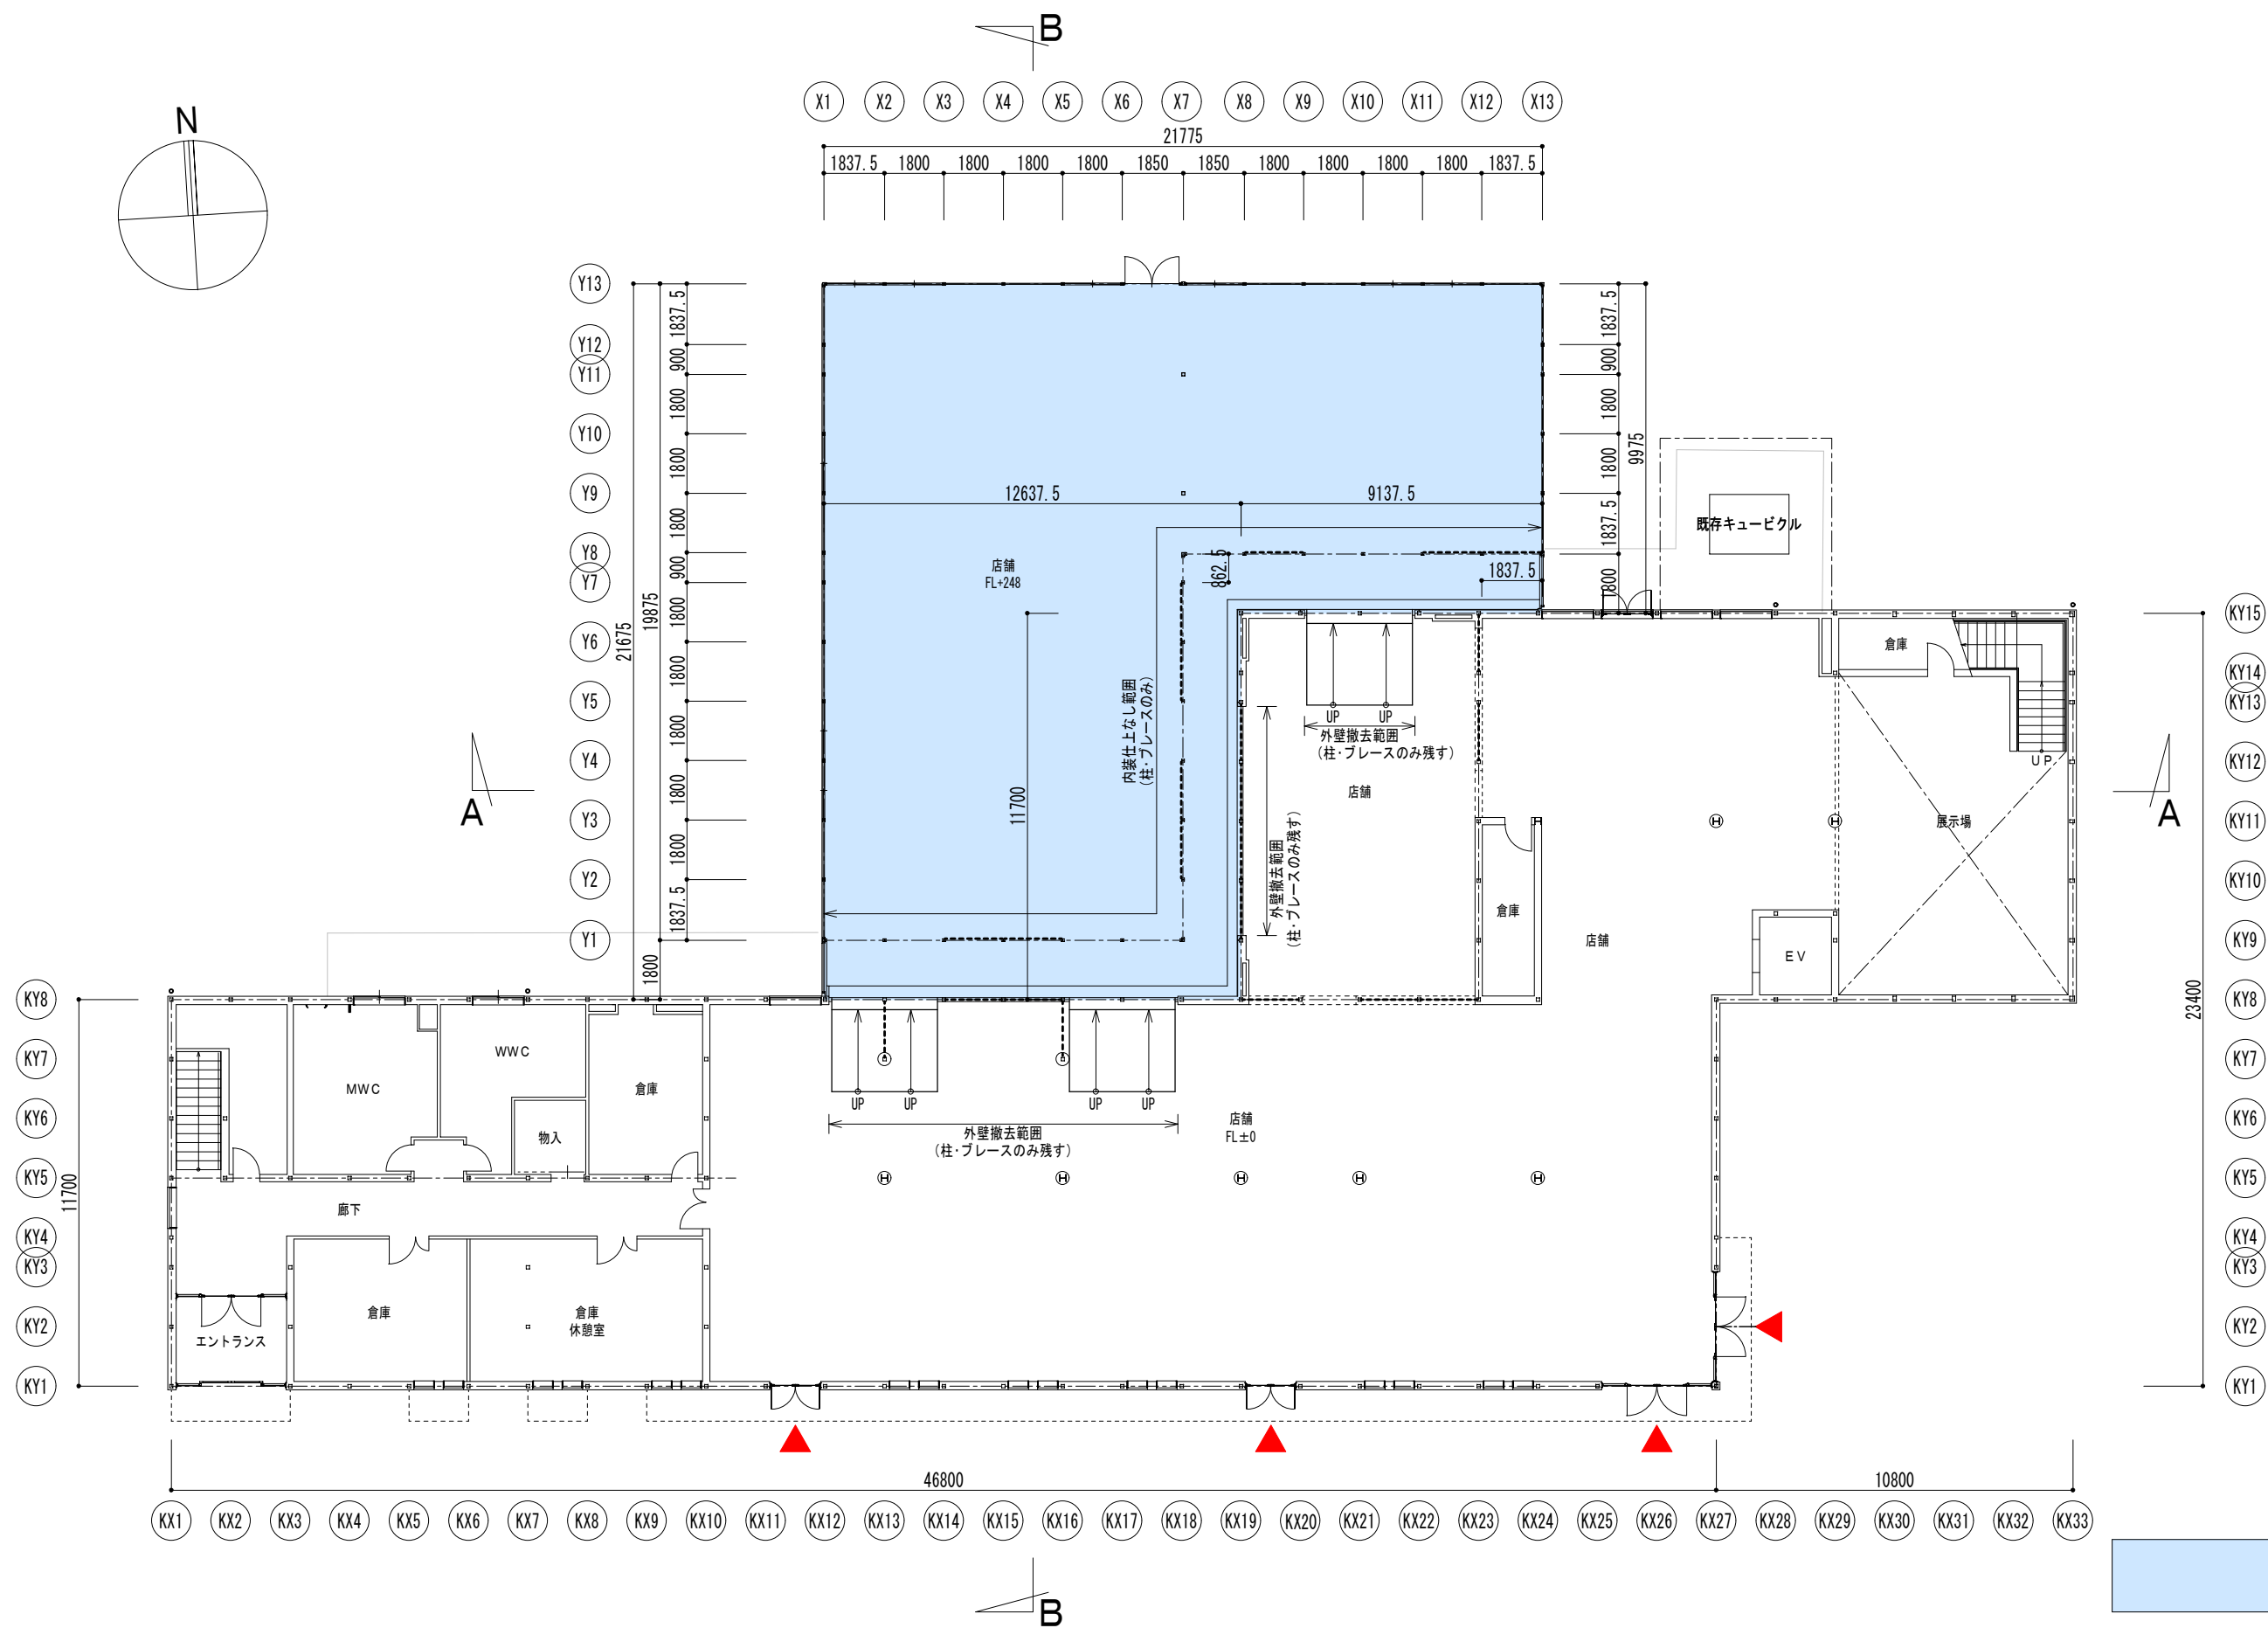 B
N
X1 X2 X3 X4 X5 X6 X7 X8 X9 X10 X11 X12 X13
21775
1837.5 1800 1800 1800 1800 1850 1850 1800 1800 1800 1800 1837.5
Y13
Y12
Y11
Y10
Y9
Y8
Y7
Y6
Y5
Y4
Y3
Y2
Y1
21675
19875
1800
1837.5
900
1800
1800
1800
900
1800
1800
1800
1800
1800
1837.5
1837.5
900
1800
1800
1837.5
1800
9975
12637.5
9137.5
862.5
1837.5
11700
店舗
FL+248
内装仕上なし範囲
(柱・ブレースのみ)
既存キュービクル
UP UP
外壁撤去範囲
(柱・ブレースのみ残す)
店舗
外壁撤去範囲
(柱・ブレースのみ残す)
倉庫
店舗
倉庫
UP
展示場
EV
A
A
KY15
KY14
KY13
KY12
KY11
KY10
KY9
KY8
KY7
KY6
KY5
KY4
KY3
KY2
KY1
23400
KY8
KY7
KY6
KY5
KY4
KY3
KY2
KY1
11700
MWC
WWC
物入
倉庫
廊下
エントランス
倉庫
倉庫
休憩室
UP UP UP UP
外壁撤去範囲
(柱・ブレースのみ残す)
店舗
FL±0
46800 10800
KX1 KX2 KX3 KX4 KX5 KX6 KX7 KX8 KX9 KX10 KX11 KX12 KX13 KX14 KX15 KX16 KX17 KX18 KX19 KX20 KX21 KX22 KX23 KX24 KX25 KX26 KX27 KX28 KX29 KX30 KX31 KX32 KX33
B